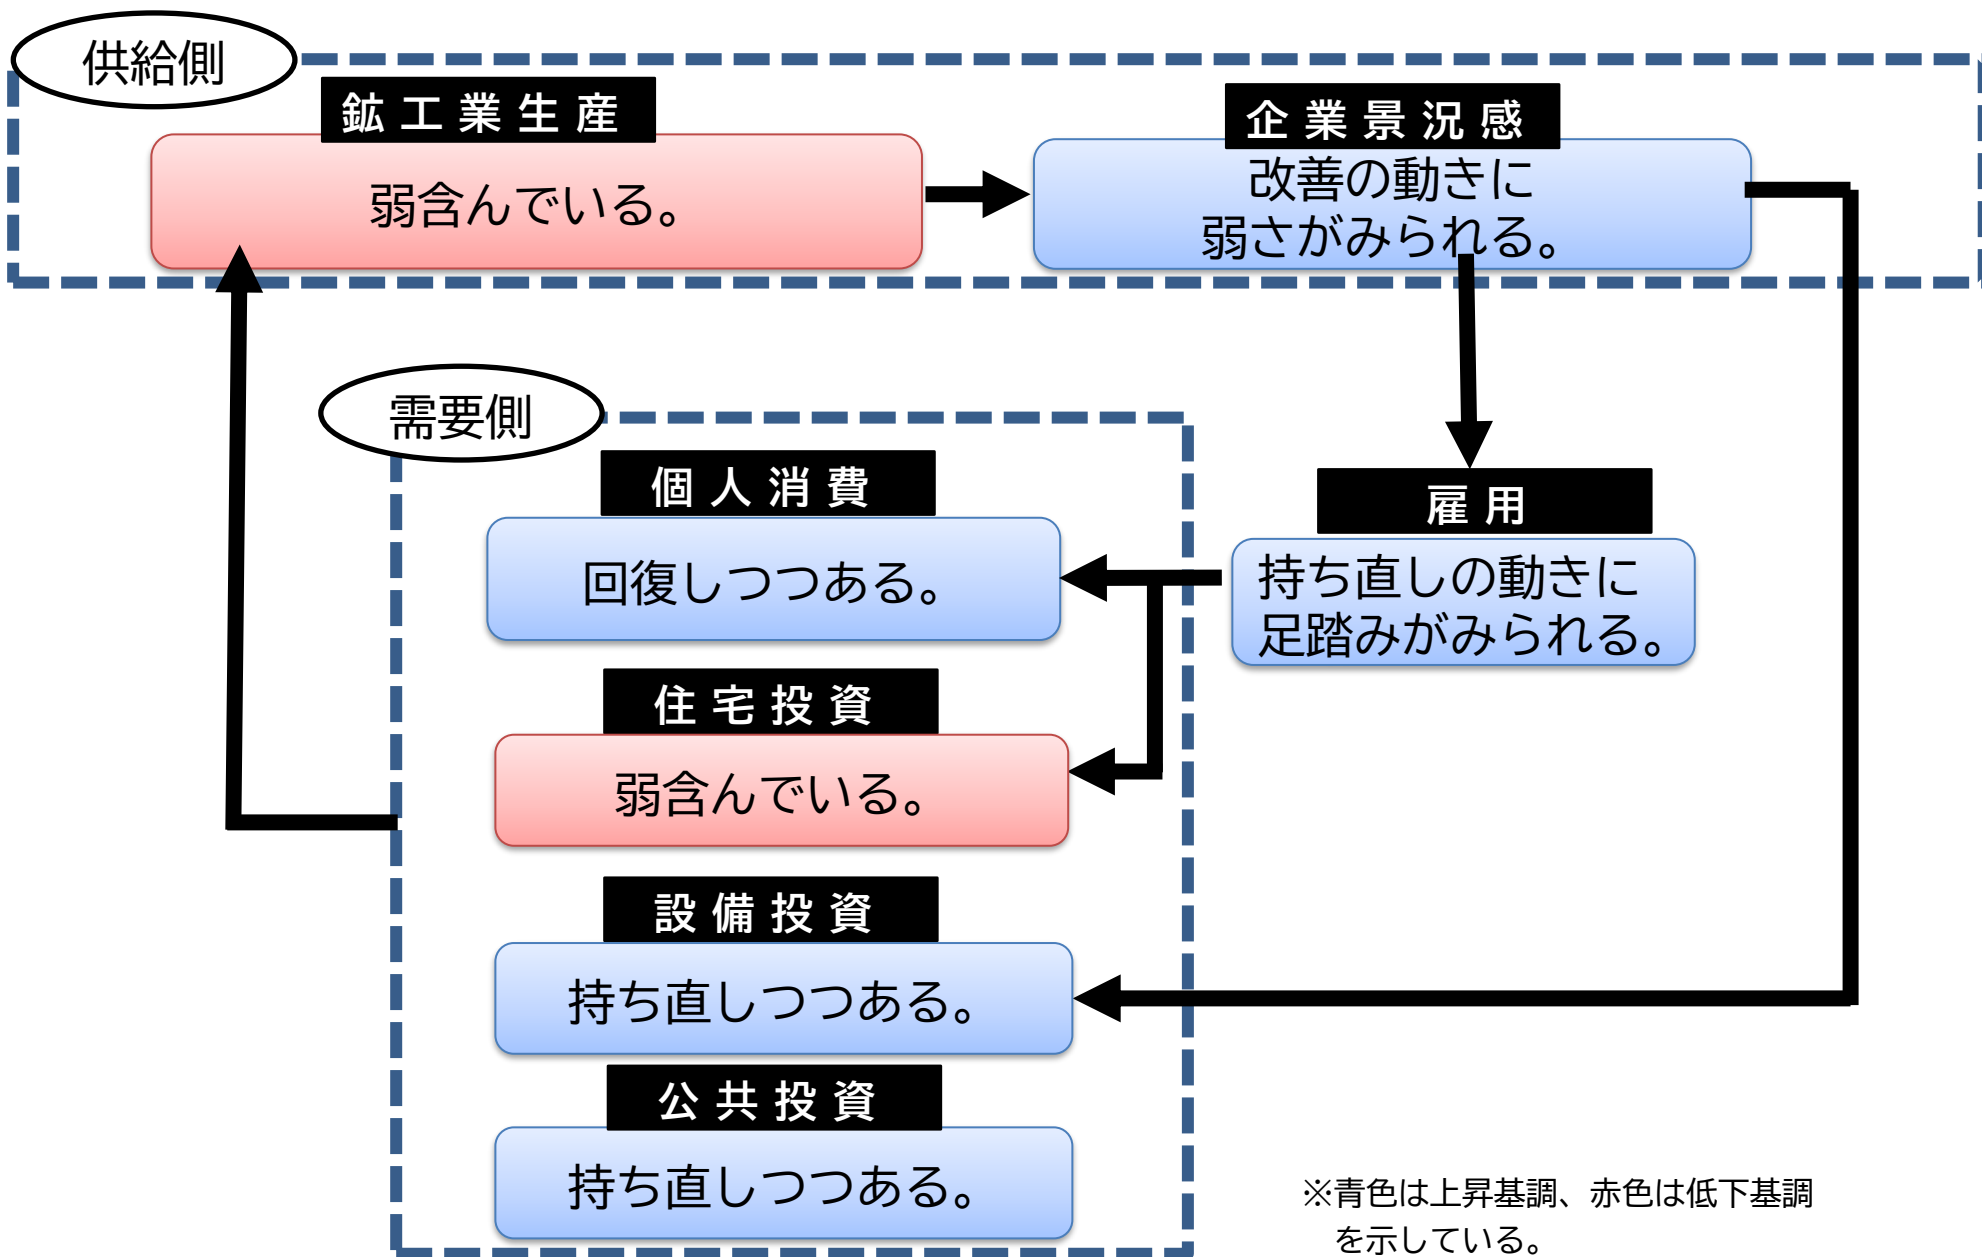 供給側
鉱工業生産
弱含んでいる。
企業景況感
改善の動きに
弱さがみられる。
需要側
個人消費
回復しつつある。
雇用
持ち直しの動きに
足踏みがみられる。
住宅投資
弱含んでいる。
設備投資
持ち直しつつある。
公共投資
持ち直しつつある。
※青色は上昇基調、赤色は低下基調
を示している。